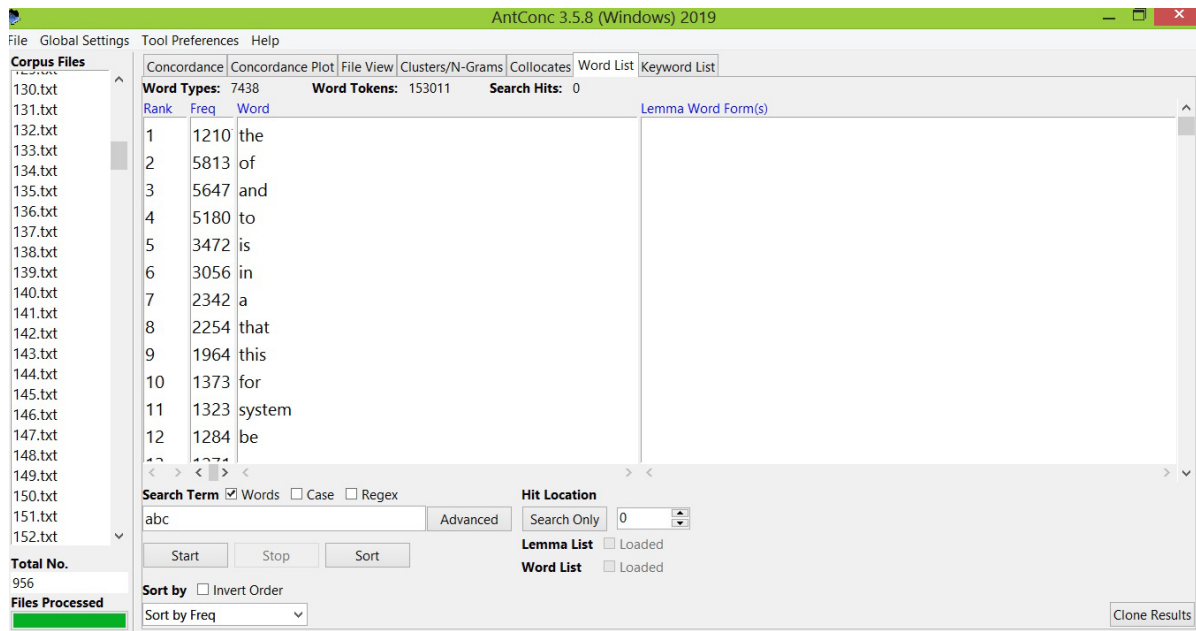 AntConc 3.5.8 (Windows) 2019
File Global Settings Tool Preferences Help
Corpus Files
130.txt
131.txt
132.txt
133.txt
134.txt
135.txt
136.txt
137.txt
138.txt
139.txt
140.txt
141.txt
142.txt
143.txt
144.txt
145.txt
146.txt
147.txt
148.txt
149.txt
150.txt
151.txt
152.txt
Total No.
956
Files Processed
Concordance Concordance Plot File View Clusters/N-Grams Collocates Word List Keyword List
Word Types: 7438 Word Tokens: 153011 Search Hits: 0
Rank Freq Word Lemma Word Form(s)
1 1210 the
2 5813 of
3 5647 and
4 5180 to
5 3472 is
6 3056 in
7 2342 a
8 2254 that
9 1964 this
10 1373 for
11 1323 system
12 1284 be
Search Term Words Case Regex Hit Location
abc Advanced Search Only 0
Lemma List Loaded
Start Stop Sort
Word List Loaded
Sort by Invert Order
Sort by Freq Clone Results